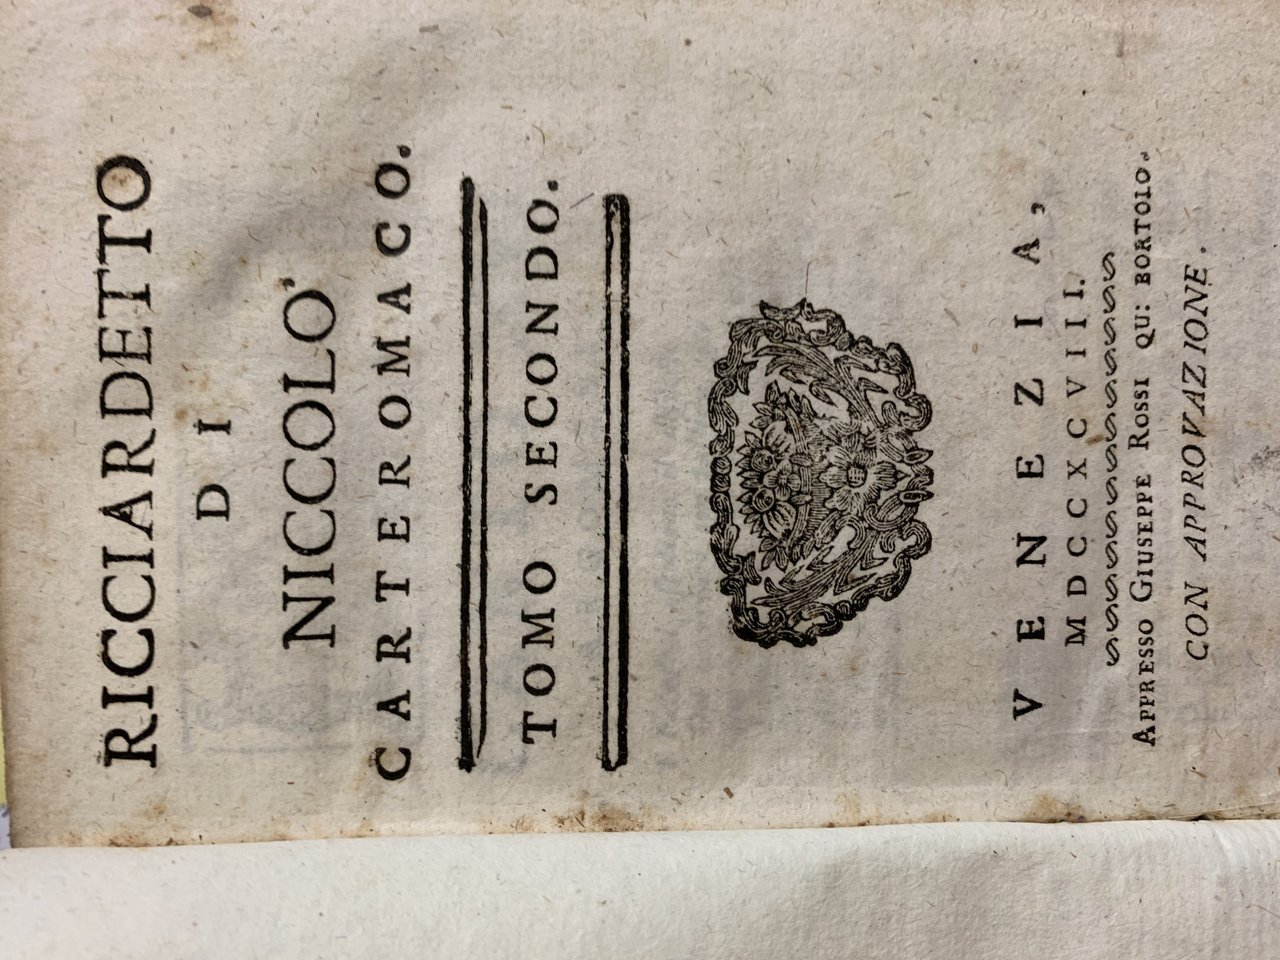 RICCIARDETTO
DI
NICCOLO'
CARTEROMACO.
TOMO SECONDO.
VENEZIA,
MDCCXCVIII.
APPRESSO GIUSEPPE ROSSI QU: BORTOLO.
CON APPROVAZIONE.